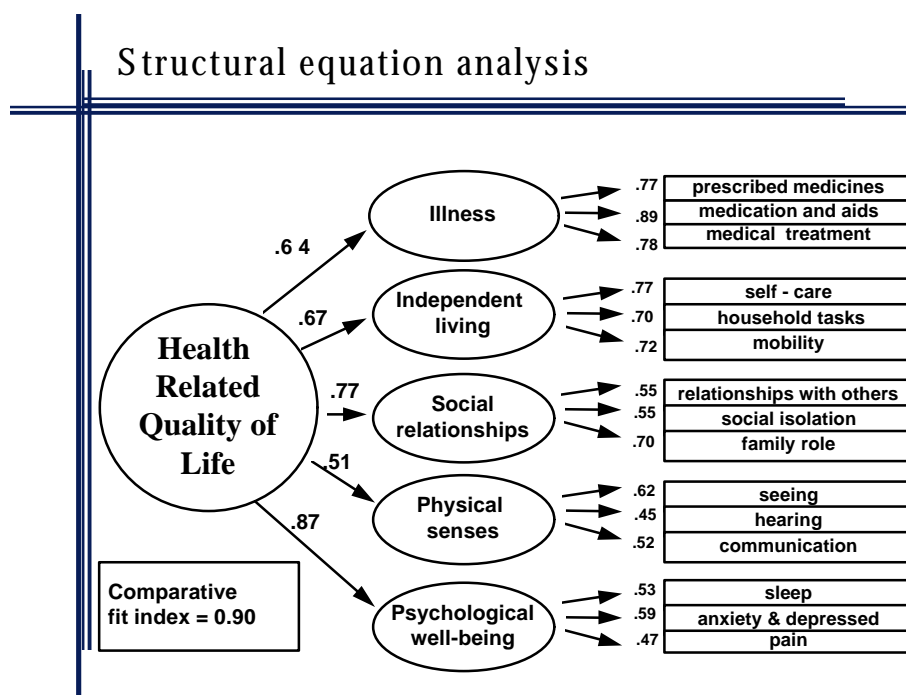 Structural equation analysis
.77
prescribed medicines
.89
medication and aids
.78
medical treatment
Illness
.6 4
.77
self - care
.70
household tasks
.72
mobility
Independent
living
.67
Health
Related
Quality of
Life
.77
.55
relationships with others
.55
social isolation
.70
family role
Social
relationships
.51
.62
seeing
.45
hearing
.52
communication
Physical
senses
.87
.53
sleep
.59
anxiety & depressed
.47
pain
Psychological
well-being
Comparative
fit index = 0.90